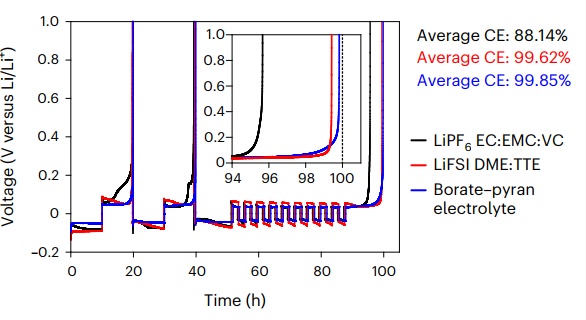 1.0
0.8
0.6
0.4
0.2
0
−0.2
Voltage (V versus Li/Li⁺)
0 20 40 60 80 100
Time (h)
1.0
0.8
0.6
0.4
0.2
0
94 96 98 100
Average CE: 88.14%
Average CE: 99.62%
Average CE: 99.85%
LiPF₆ EC:EMC:VC
LiFSI DME:TTE
Borate–pyran
electrolyte